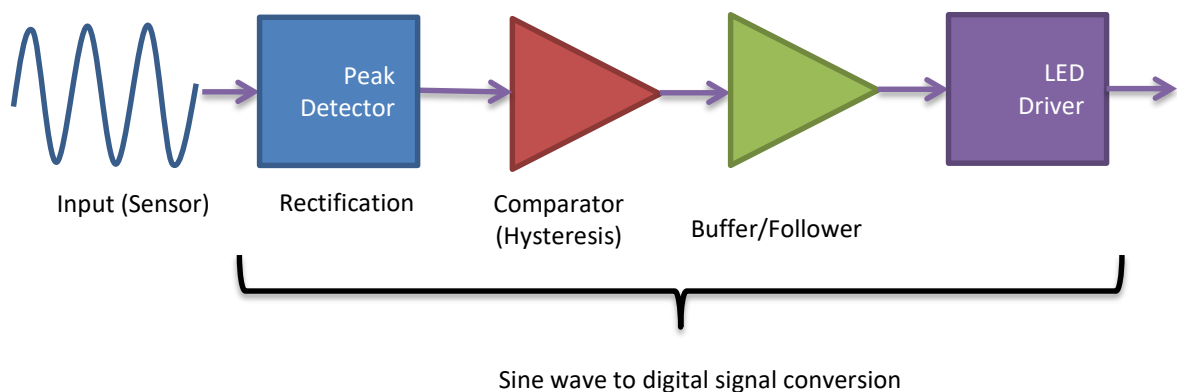 Peak
Detector
LED
Driver
Input (Sensor)
Rectification
Comparator
(Hysteresis)
Buffer/Follower
Sine wave to digital signal conversion